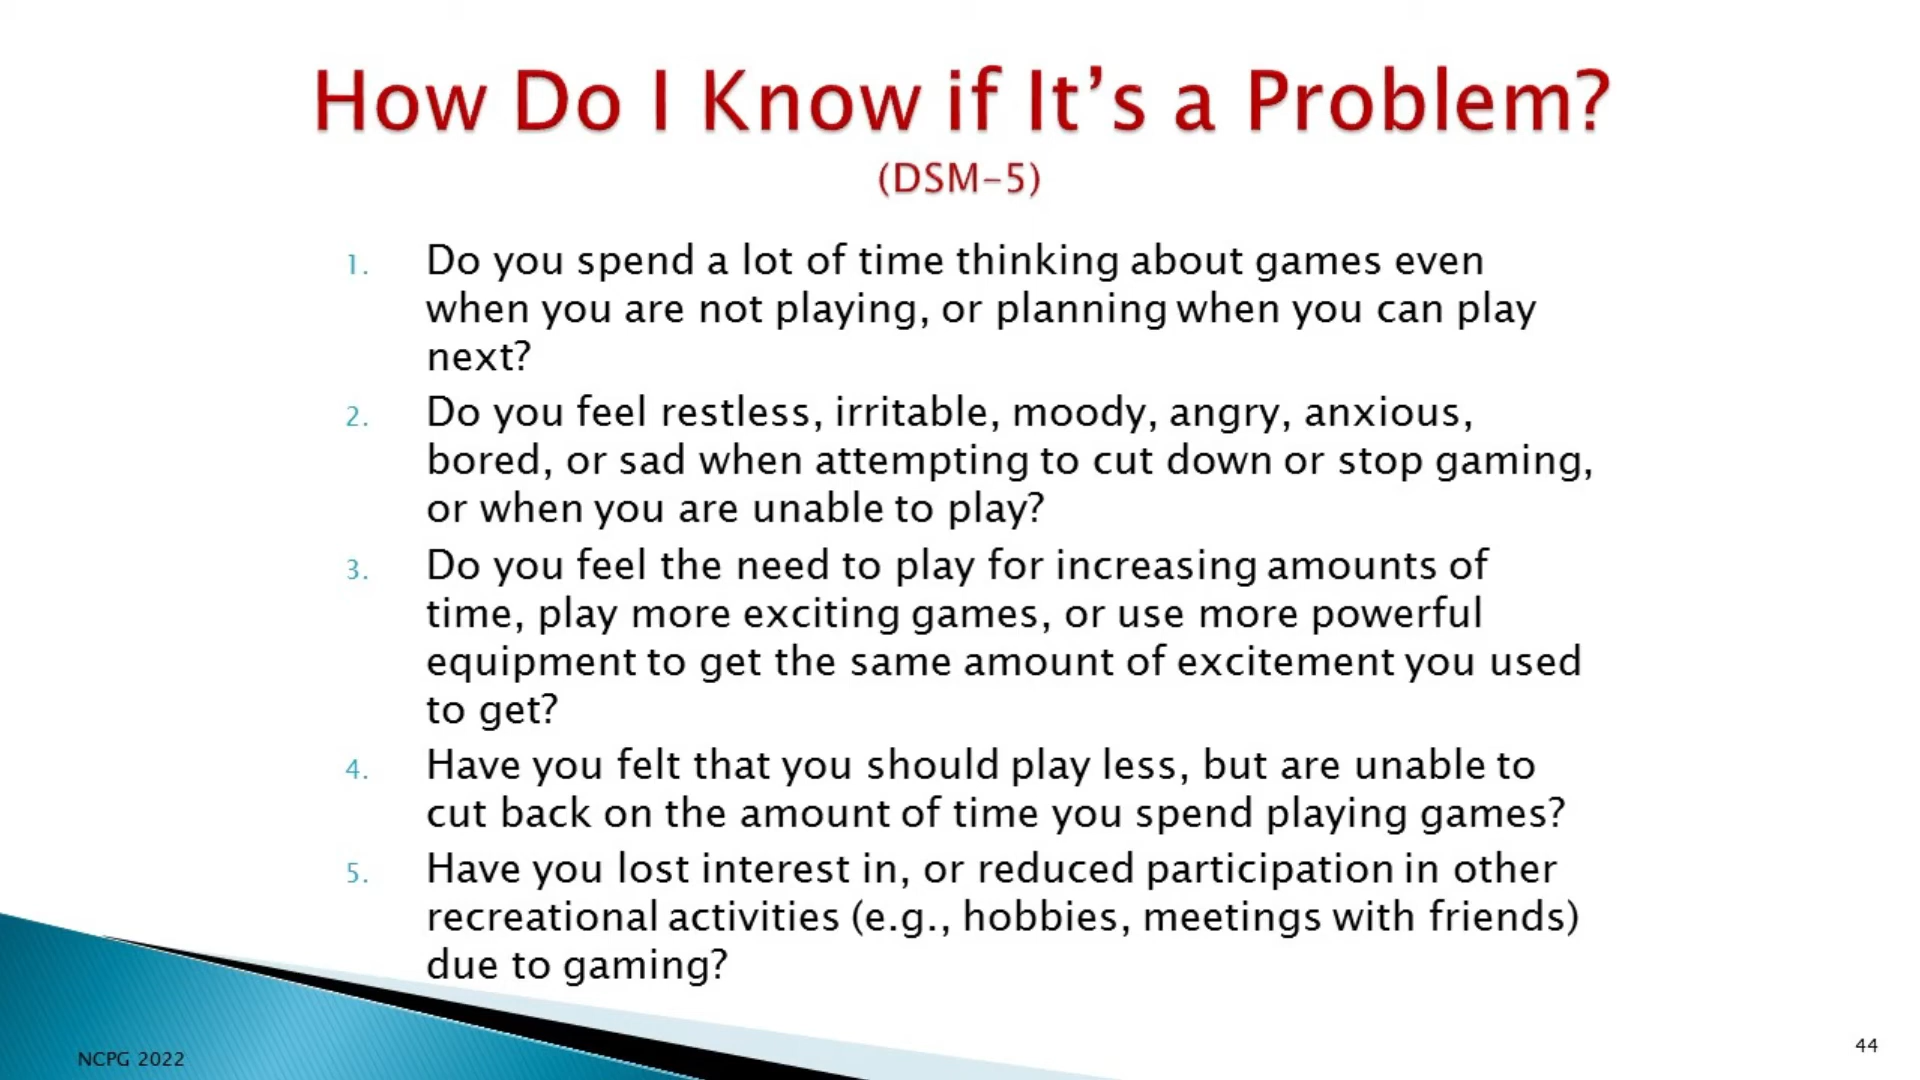 How Do I Know if It’s a Problem?
(DSM-5)
1. Do you spend a lot of time thinking about games even
when you are not playing, or planning when you can play
next?
2. Do you feel restless, irritable, moody, angry, anxious,
bored, or sad when attempting to cut down or stop gaming,
or when you are unable to play?
3. Do you feel the need to play for increasing amounts of
time, play more exciting games, or use more powerful
equipment to get the same amount of excitement you used
to get?
4. Have you felt that you should play less, but are unable to
cut back on the amount of time you spend playing games?
5. Have you lost interest in, or reduced participation in other
recreational activities (e.g., hobbies, meetings with friends)
due to gaming?
NCPG 2022
44